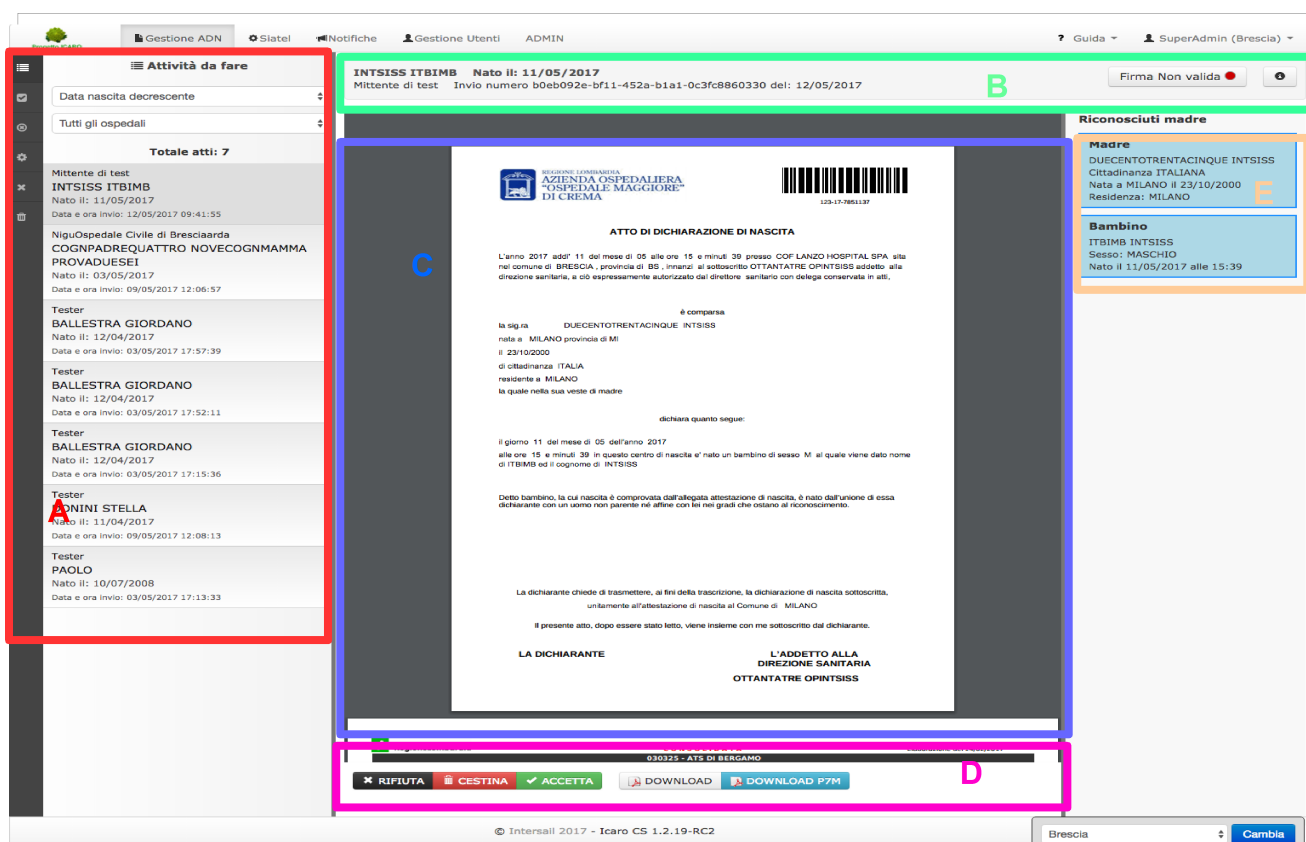 Gestione ADN
Siatel
Notifiche
Gestione Utenti
ADMIN
? Guida
SuperAdmin (Brescia)
Attività da fare
Data nascita decrescente
Tutti gli ospedali
Totale atti: 7
Mittente di test
INTSISS ITBIMB
Nato il: 11/05/2017
Data e ora invio: 12/05/2017 09:41:55
NiguOspedale Civile di Bresciaarda
COGNPADREQUATTRO NOVECOGNMAMMA
PROVADUESEI
Nato il: 03/05/2017
Data e ora invio: 09/05/2017 12:06:57
Tester
BALLESTRA GIORDANO
Nato il: 12/04/2017
Data e ora invio: 03/05/2017 17:57:39
Tester
BALLESTRA GIORDANO
Nato il: 12/04/2017
Data e ora invio: 03/05/2017 17:52:11
Tester
BALLESTRA GIORDANO
Nato il: 12/04/2017
Data e ora invio: 03/05/2017 17:15:36
Tester
STELLA
Nato il: 11/04/2017
Data e ora invio: 09/05/2017 12:08:13
Tester
PAOLO
Nato il: 10/07/2008
Data e ora invio: 03/05/2017 17:13:33
A
INTSISS ITBIMB Nato il: 11/05/2017
Mittente di test Invio numero b0eb092e-bf11-452a-b1a1-0c3fc8860330 del: 12/05/2017
B
Firma Non valida
C
REGIONE LOMBARDIA
AZIENDA OSPEDALIERA
"OSPEDALE MAGGIORE"
DI CREMA
123-17-7851137
ATTO DI DICHIARAZIONE DI NASCITA
L'anno 2017 addi' 11 del mese di 05 alle ore 15 e minuti 39 presso COF LANZO HOSPITAL SPA sita
nel comune di BRESCIA , provincia di BS , innanzi al sottoscritto OTTANTATRE OPINTSISS addetto alla
direzione sanitaria, a ciò espressamente autorizzato dal direttore sanitario con delega conservata in atti,
è comparsa
la sig.ra DUECENTOTRENTACINQUE INTSISS
nata a MILANO provincia di MI
il 23/10/2000
di cittadinanza ITALIA
residente a MILANO
la quale nella sua veste di madre
dichiara quanto segue:
il giorno 11 del mese di 05 dell'anno 2017
alle ore 15 e minuti 39 in questo centro di nascita e' nato un bambino di sesso M al quale viene dato nome
di ITBIMB ed il cognome di INTSISS
Detto bambino, la cui nascita è comprovata dall'allegata attestazione di nascita, è nato dall'unione di essa
dichiarante con un uomo non parente né affine con lei nei gradi che ostano al riconoscimento.
La dichiarante chiede di trasmettere, ai fini della trascrizione, la dichiarazione di nascita sottoscritta,
unitamente all'attestazione di nascita al Comune di MILANO
Il presente atto, dopo essere stato letto, viene insieme con me sottoscritto dal dichiarante.
LA DICHIARANTE
L'ADDETTO ALLA
DIREZIONE SANITARIA
OTTANTATRE OPINTSISS
030325 - ATS DI BERGAMO
RIFIUTA
CESTINA
ACCETTA
DOWNLOAD
DOWNLOAD P7M
D
Riconosciuti madre
Madre
DUECENTOTRENTACINQUE INTSISS
Cittadinanza ITALIANA
Nata a MILANO il 23/10/2000
Residenza: MILANO
E
Bambino
ITBIMB INTSISS
Sesso: MASCHIO
Nato il 11/05/2017 alle 15:39
© Intersail 2017 - Icaro CS 1.2.19-RC2
Brescia
Cambia